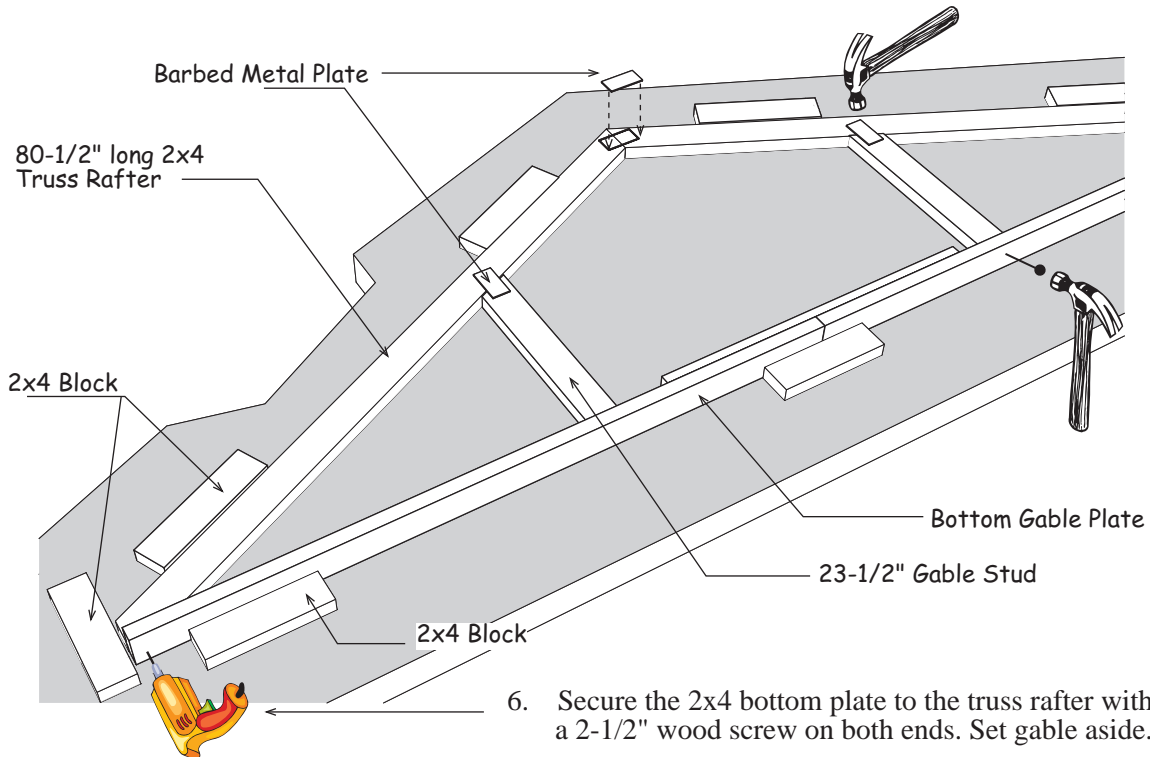 Barbed Metal Plate
80-1/2" long 2x4
Truss Rafter
2x4 Block
Bottom Gable Plate
23-1/2" Gable Stud
2x4 Block
6. Secure the 2x4 bottom plate to the truss rafter with
a 2-1/2" wood screw on both ends. Set gable aside.